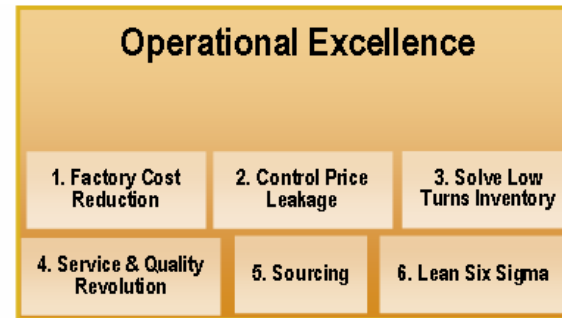 Operational Excellence
1. Factory Cost
Reduction
2. Control Price
Leakage
3. Solve Low
Turns Inventory
4. Service & Quality
Revolution
5. Sourcing
6. Lean Six Sigma